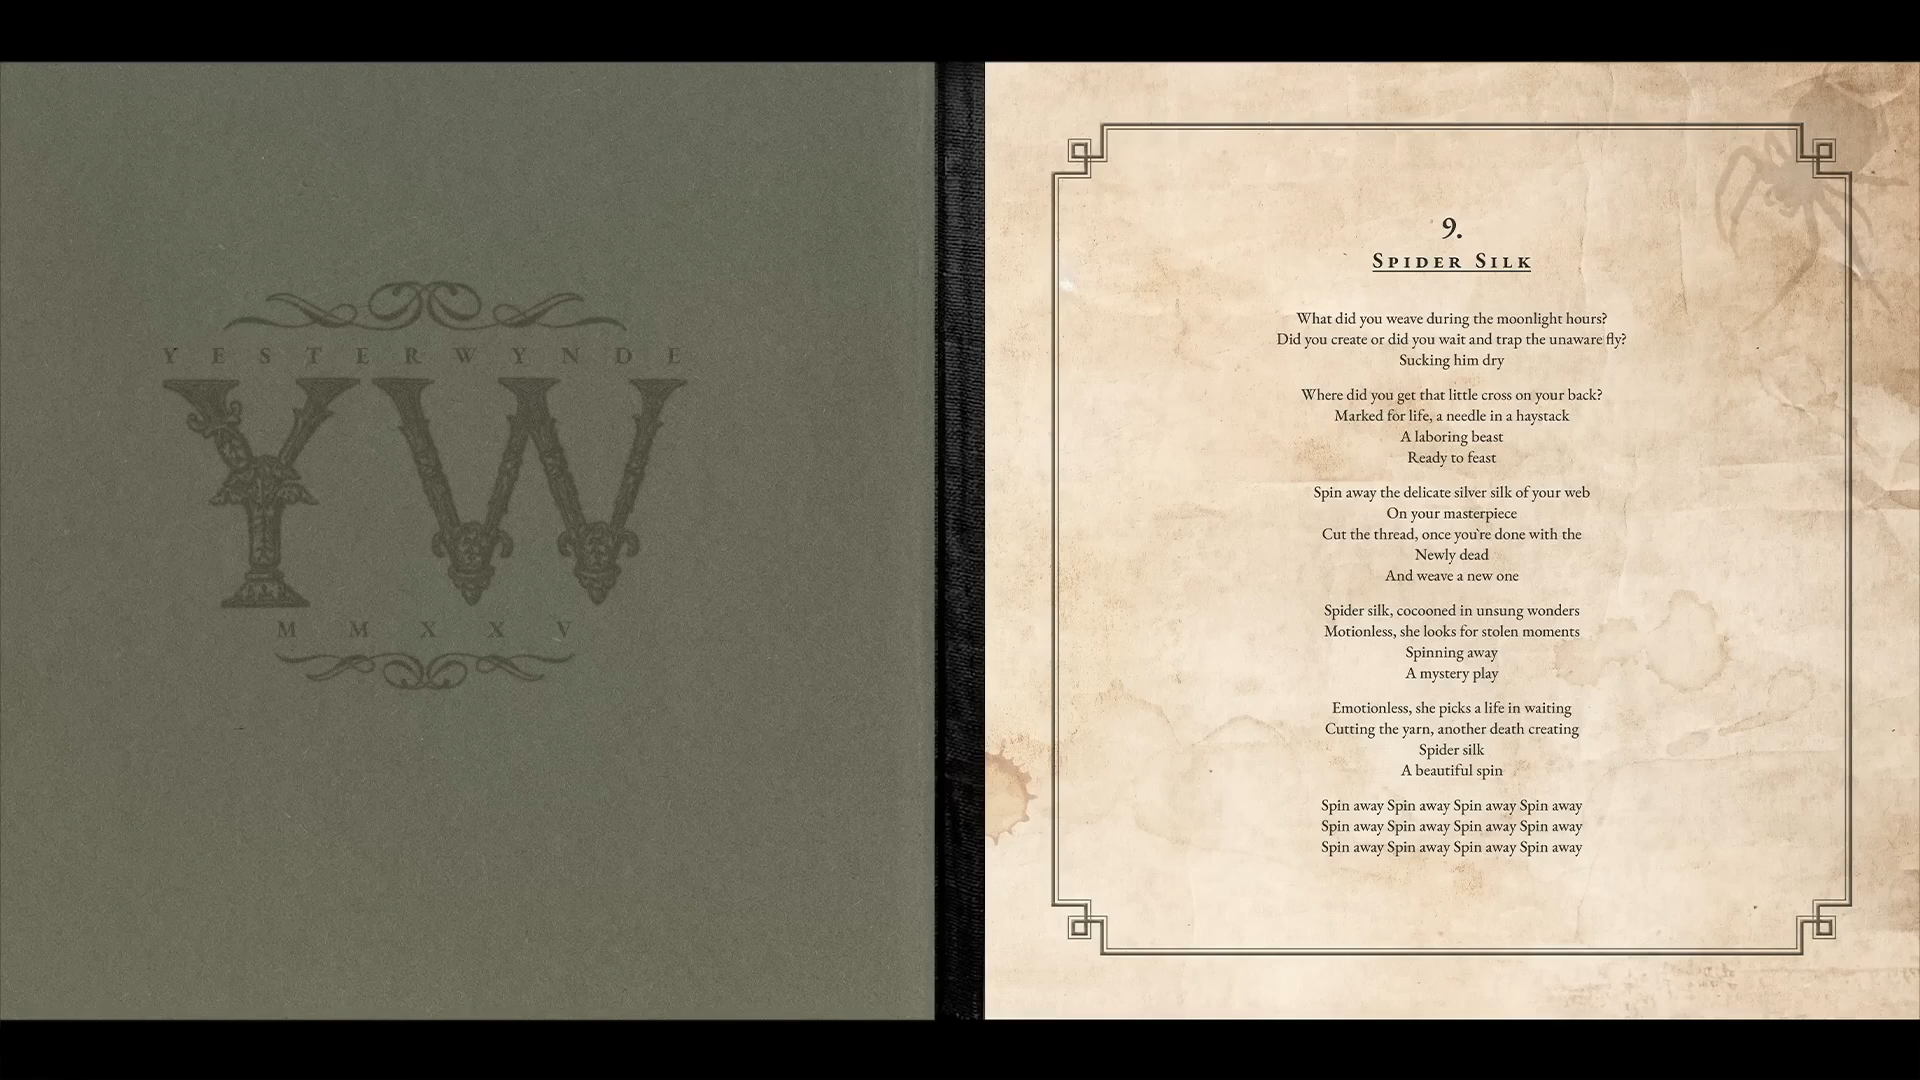 YESTERWYNDE
YW
MMXXV
9.
Spider Silk
What did you weave during the moonlight hours?
Did you create or did you wait and trap the unaware fly?
Sucking him dry
Where did you get that little cross on your back?
Marked for life, a needle in a haystack
A laboring beast
Ready to feast
Spin away the delicate silver silk of your web
On your masterpiece
Cut the thread, once you`re done with the
Newly dead
And weave a new one
Spider silk, cocooned in unsung wonders
Motionless, she looks for stolen moments
Spinning away
A mystery play
Emotionless, she picks a life in waiting
Cutting the yarn, another death creating
Spider silk
A beautiful spin
Spin away Spin away Spin away Spin away
Spin away Spin away Spin away Spin away
Spin away Spin away Spin away Spin away